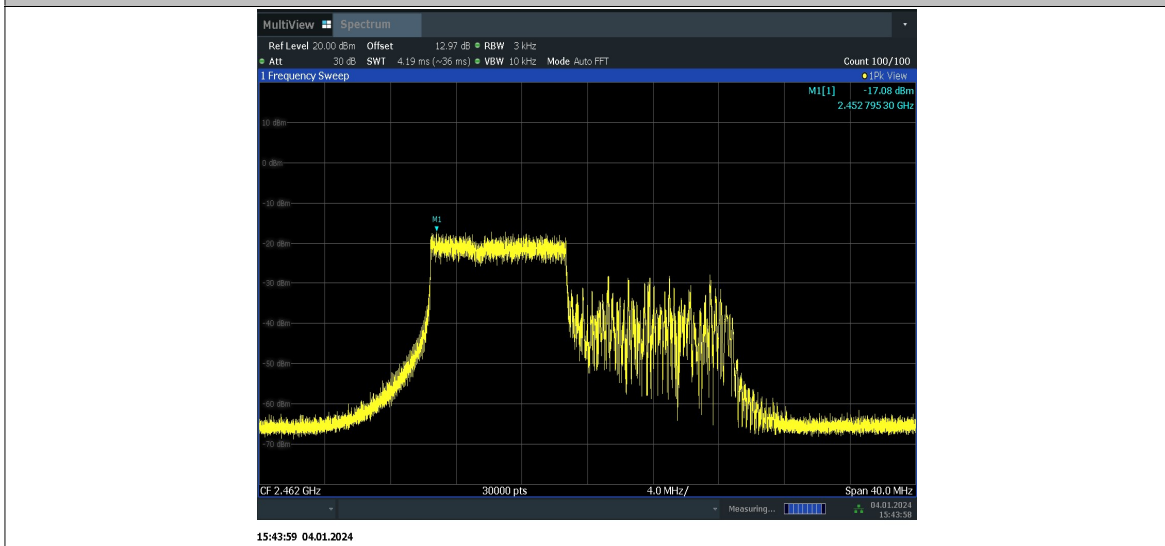 MultiView Spectrum
Ref Level 20.00 dBm Offset 12.97 dB RBW 3 kHz
Att 30 dB SWT 4.19 ms (~36 ms) VBW 10 kHz Mode Auto FFT Count 100/100
1 Frequency Sweep 1Pk View
M1[1] -17.08 dBm
2.452 795 30 GHz
10 dBm
0 dBm
-10 dBm
M1
-20 dBm
-30 dBm
-40 dBm
-50 dBm
-60 dBm
-70 dBm
CF 2.462 GHz 30000 pts 4.0 MHz/ Span 40.0 MHz
Measuring... 04.01.2024
15:43:58
15:43:59 04.01.2024